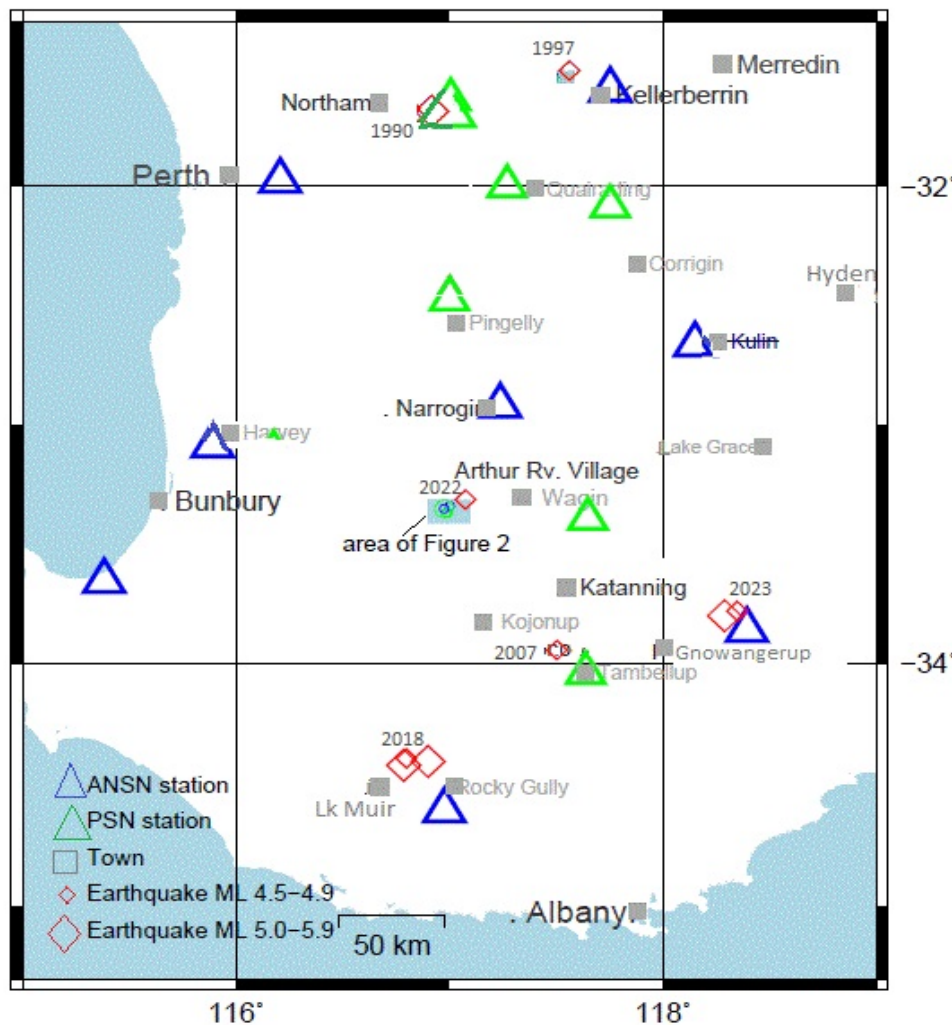 1997
Merredin
Northam
Kellerberrin
1990
Perth
−32°
Quairading
Corrigin
Hyden
Pingelly
Kulin
. Narrogin
Harvey
Lake Grace
Arthur Rv. Village
2022
Wagin
Bunbury
area of Figure 2
Katanning
2023
Kojonup
2007
Gnowangerup
−34°
Tambellup
2018
ANSN station
Rocky Gully
Lk Muir
PSN station
Town
Earthquake ML 4.5−4.9
. Albany.
Earthquake ML 5.0−5.9
50 km
116°
118°